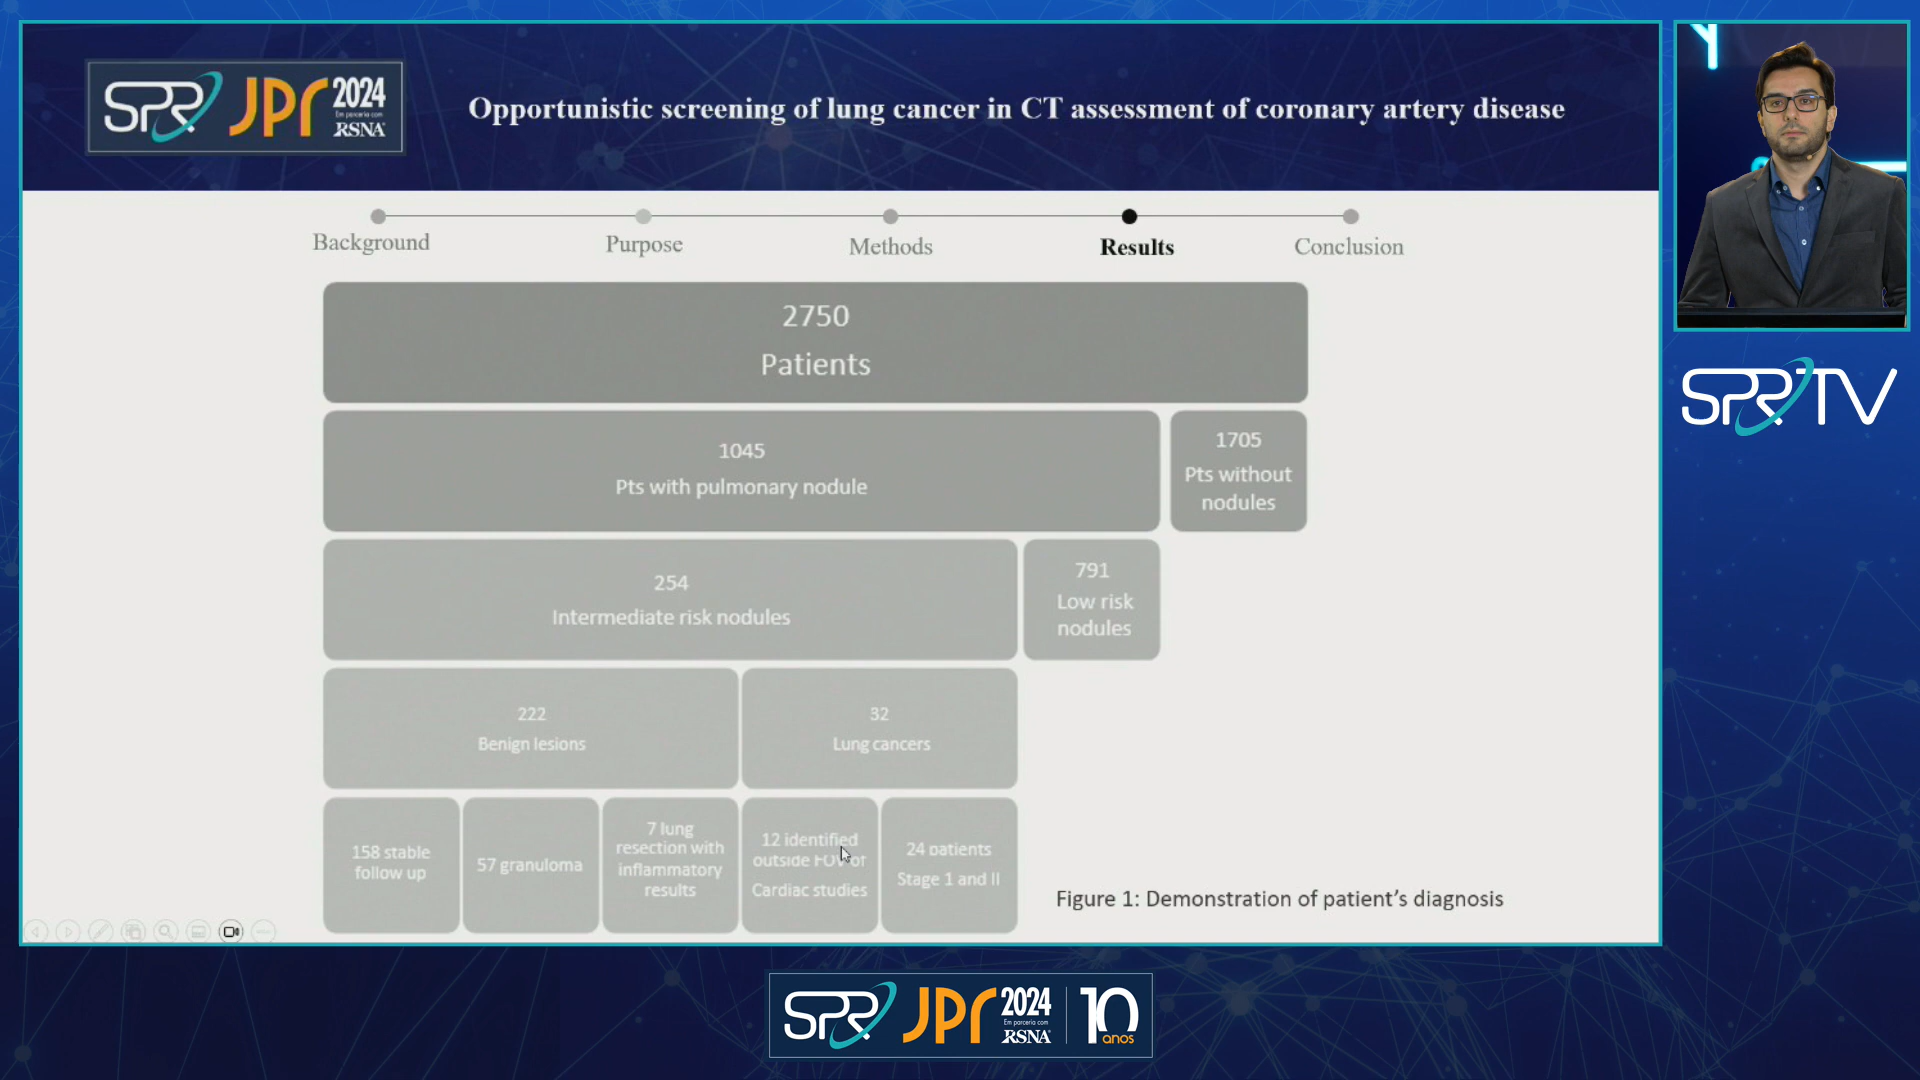 SPR JPr 2024
Em parceria com
RSNA
Opportunistic screening of lung cancer in CT assessment of coronary artery disease
Background
Purpose
Methods
Results
Conclusion
2750
Patients
1045
Pts with pulmonary nodule
1705
Pts without
nodules
254
Intermediate risk nodules
791
Low risk
nodules
222
Benign lesions
32
Lung cancers
158 stable
follow up
57 granuloma
7 lung
resection with
inflammatory
results
12 identified
outside FOV of
Cardiac studies
24 patients
Stage 1 and II
Figure 1: Demonstration of patient's diagnosis
SPR TV
SPR JPr 2024
Em parceria com
RSNA
10
anos